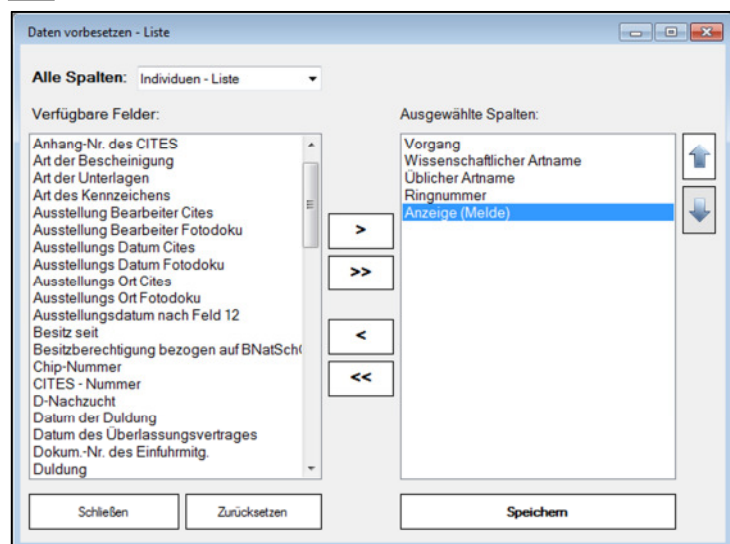 Daten vorbesetzen - Liste
Alle Spalten: Individuen - Liste
Verfügbare Felder:
Anhang-Nr. des CITES
Art der Bescheinigung
Art der Unterlagen
Art des Kennzeichens
Ausstellung Bearbeiter Cites
Ausstellung Bearbeiter Fotodoku
Ausstellungs Datum Cites
Ausstellungs Datum Fotodoku
Ausstellungs Ort Cites
Ausstellungs Ort Fotodoku
Ausstellungsdatum nach Feld 12
Besitz seit
Besitzberechtigung bezogen auf BNatSch
Chip-Nummer
CITES - Nummer
D-Nachzucht
Datum der Duldung
Datum des Überlassungsvertrages
Dokum.-Nr. des Einfuhrmitg.
Duldung
>
>>
<
<<
Ausgewählte Spalten:
Vorgang
Wissenschaftlicher Artname
Üblicher Artname
Ringnummer
Anzeige (Melde)
Schließen
Zurücksetzen
Speichern